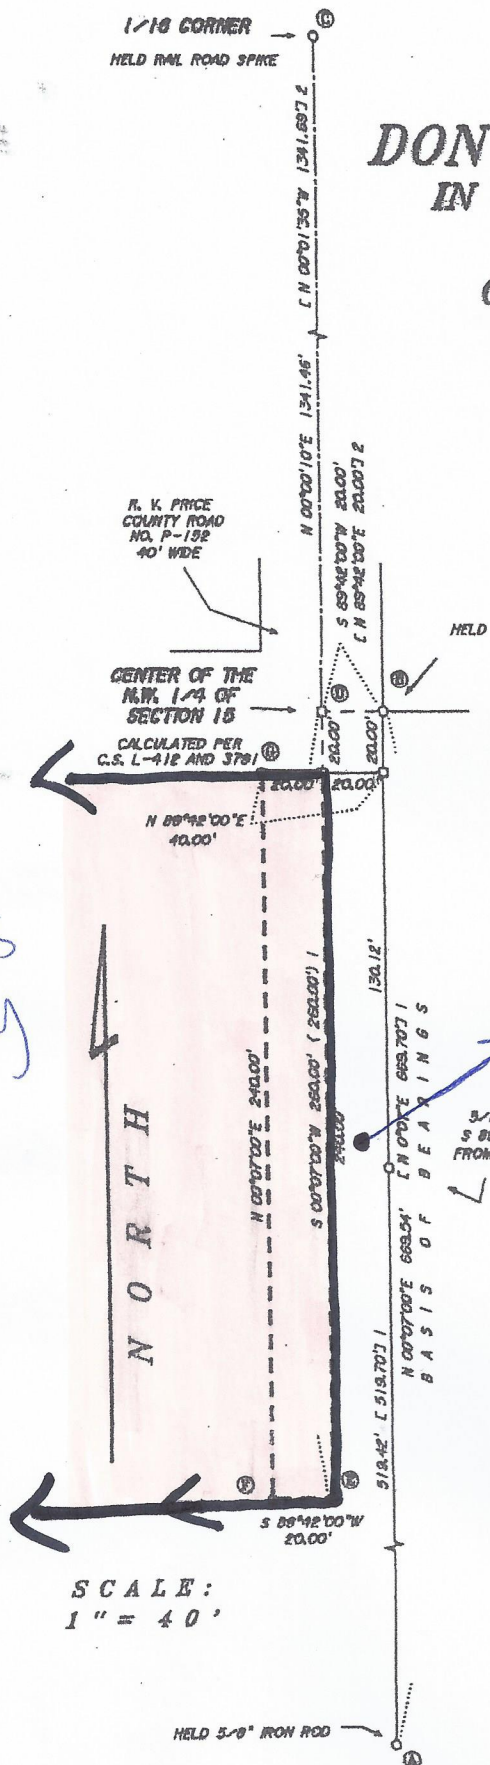 1/16 CORNER
HELD RAIL ROAD SPIKE
C
DON
IN
[ N 00°01'35"W 1341.69'] 2
N 00°00'10"E 1341.46'
S 89°42'00"W 20.00'
[ N 89°42'00"E 20.00'] 2
R. V. PRICE
COUNTY ROAD
NO. P-152
40' WIDE
HELD
B
CENTER OF THE
N.W. 1/4 OF
SECTION 18
D
20.00'
20.00'
CALCULATED PER
C.S. L-412 AND 3781
G
20.00'
20.00'
N 89°42'00"E
40.00'
130.12'
N 00°07'00"E 240.00'
S 00°07'00"W 260.00' ( 260.00') 1
240.00'
N 00°07'00"E 669.54' [ N 0°07'E 669.70'] 1
BASIS OF BEARINGS
FROM
NORTH
519.42' [ 519.70'] 1
F
E
S 89°42'00"W
20.00'
SCALE:
1"= 40'
HELD 5/8" IRON ROD
A